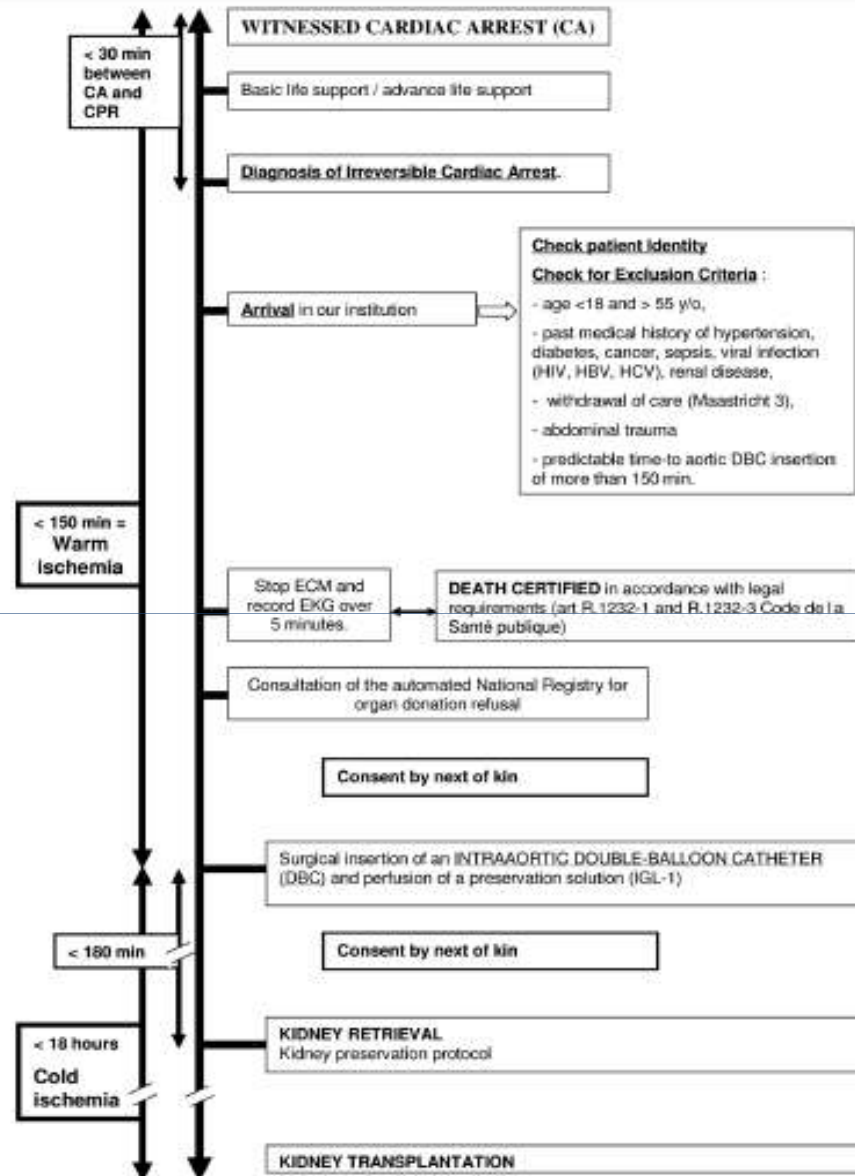 WITNESSED CARDIAC ARREST (CA)
< 30 min
between
CA and
CPR
Basic life support / advance life support
Diagnosis of Irreversible Cardiac Arrest.
Arrival in our institution
Check patient Identity
Check for Exclusion Criteria :
- age <18 and > 55 y/o,
- past medical history of hypertension,
diabetes, cancer, sepsis, viral infection
(HIV, HBV, HCV), renal disease,
- withdrawal of care (Maastricht 3),
- abdominal trauma
- predictable time-to aortic DBC insertion
of more than 150 min.
< 150 min =
Warm
ischemia
Stop ECM and
record EKG over
5 minutes.
DEATH CERTIFIED in accordance with legal
requirements (art R.1232-1 and R.1232-3 Code de la
Santé publique)
Consultation of the automated National Registry for
organ donation refusal
Consent by next of kin
Surgical insertion of an INTRAAORTIC DOUBLE-BALLOON CATHETER
(DBC) and perfusion of a preservation solution (IGL-1)
< 180 min
Consent by next of kin
< 18 hours
Cold
ischemia
KIDNEY RETRIEVAL
Kidney preservation protocol
KIDNEY TRANSPLANTATION